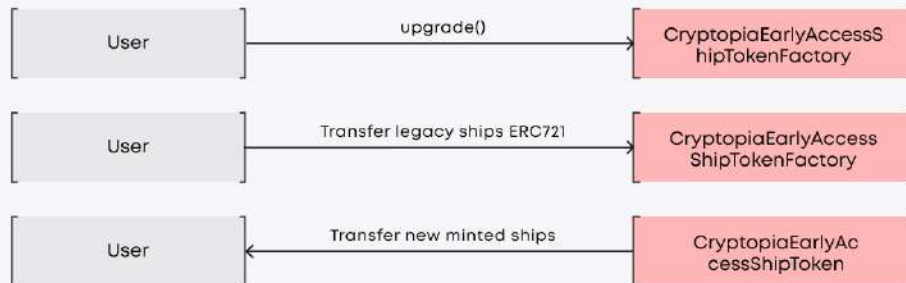 User
upgrade()
CryptopiaEarlyAccessS
hipTokenFactory
User
Transfer legacy ships ERC721
CryptopiaEarlyAccess
ShipTokenFactory
User
Transfer new minted ships
CryptopiaEarlyAc
cessShipToken